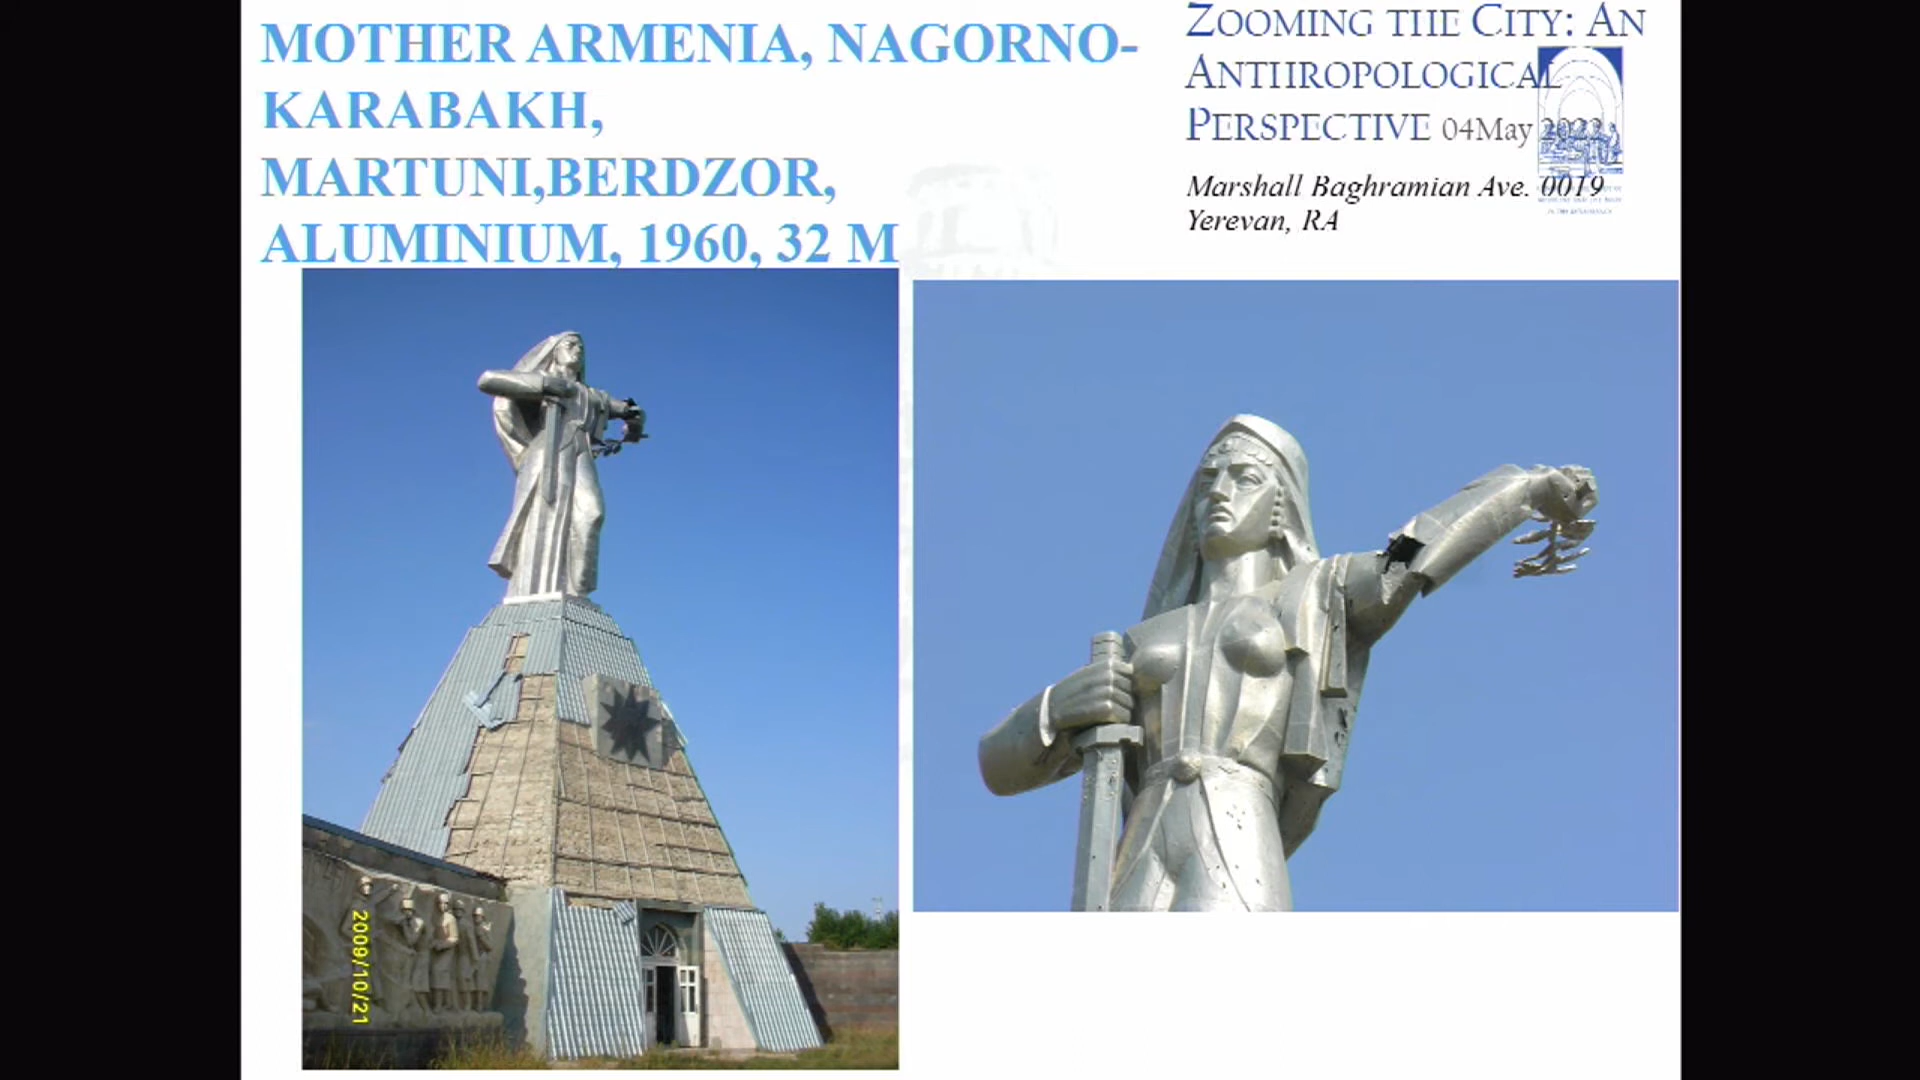 MOTHER ARMENIA, NAGORNO-
KARABAKH,
MARTUNI,BERDZOR,
ALUMINIUM, 1960, 32 M
ZOOMING THE CITY: AN
ANTHROPOLOGICAL
PERSPECTIVE 04May
Marshall Baghramian Ave. 0019
Yerevan, RA
2009/10/21